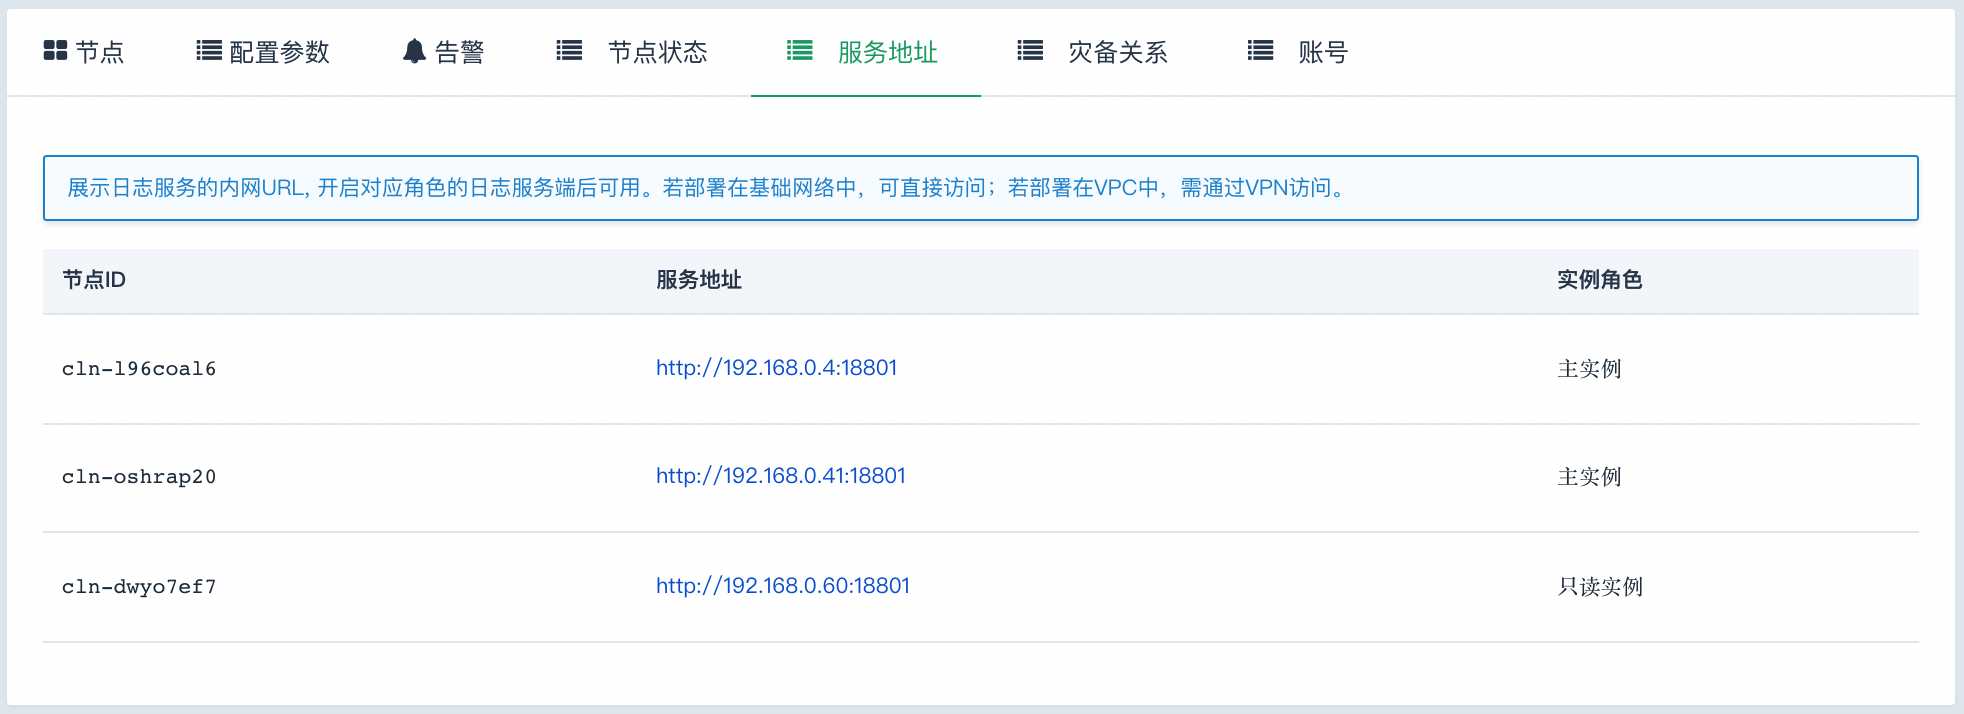 节点 配置参数 告警 节点状态 服务地址 灾备关系 账号
展示日志服务的内网URL, 开启对应角色的日志服务端后可用。若部署在基础网络中，可直接访问；若部署在VPC中，需通过VPN访问。
节点ID 服务地址 实例角色
cln-l96coal6 http://192.168.0.4:18801 主实例
cln-oshrap20 http://192.168.0.41:18801 主实例
cln-dwyo7ef7 http://192.168.0.60:18801 只读实例